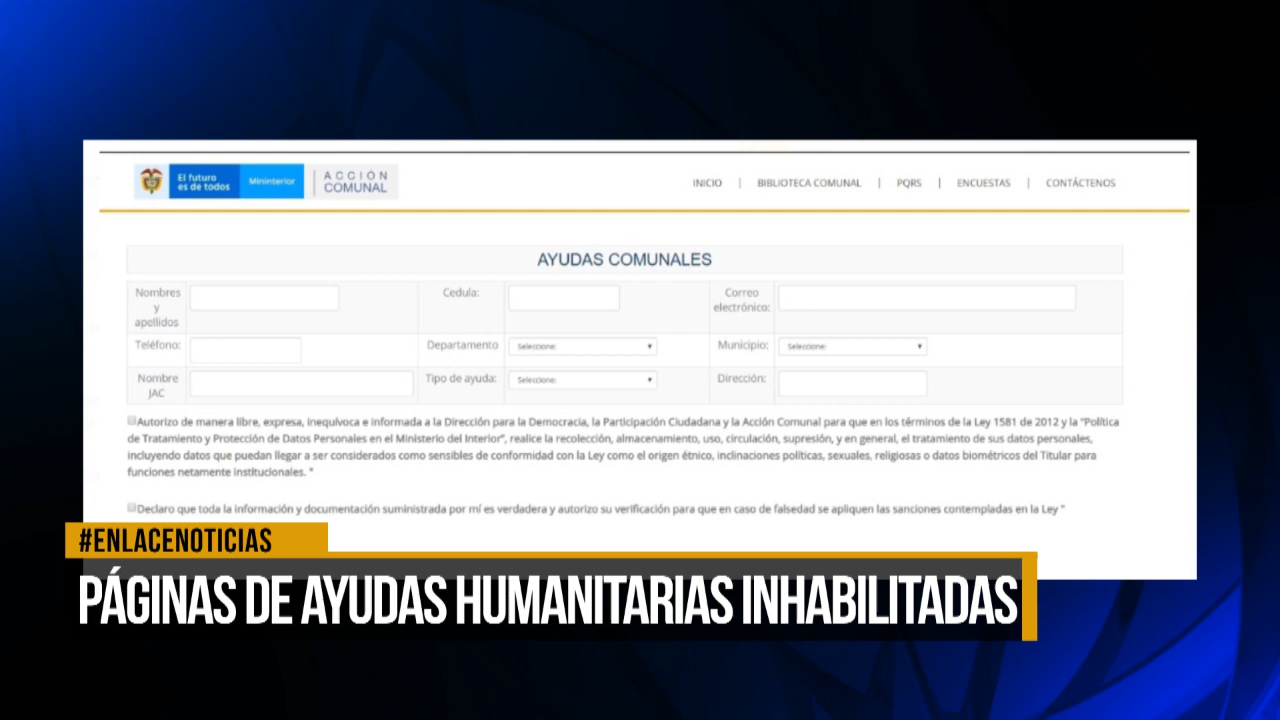 El futuro
es de todos
Mininterior
ACCIÓN
COMUNAL
INICIO | BIBLIOTECA COMUNAL | PQRS | ENCUESTAS | CONTÁCTENOS
AYUDAS COMUNALES
Nombres
y
apellidos
Cedula:
Correo
electrónico:
Teléfono:
Departamento
Seleccione:
Municipio:
Seleccione:
Nombre
JAC
Tipo de ayuda:
Seleccione:
Dirección:
Autorizo de manera libre, expresa, inequívoca e informada a la Dirección para la Democracia, la Participación Ciudadana y la Acción Comunal para que en los términos de la Ley 1581 de 2012 y la "Política
de Tratamiento y Protección de Datos Personales en el Ministerio del Interior", realice la recolección, almacenamiento, uso, circulación, supresión, y en general, el tratamiento de sus datos personales,
incluyendo datos que puedan llegar a ser considerados como sensibles de conformidad con la Ley como el origen étnico, inclinaciones políticas, sexuales, religiosas o datos biométricos del Titular para
funciones netamente institucionales. "
Declaro que toda la información y documentación suministrada por mí es verdadera y autorizo su verificación para que en caso de falsedad se apliquen las sanciones contempladas en la Ley "
#ENLACENOTICIAS
PÁGINAS DE AYUDAS HUMANITARIAS INHABILITADAS